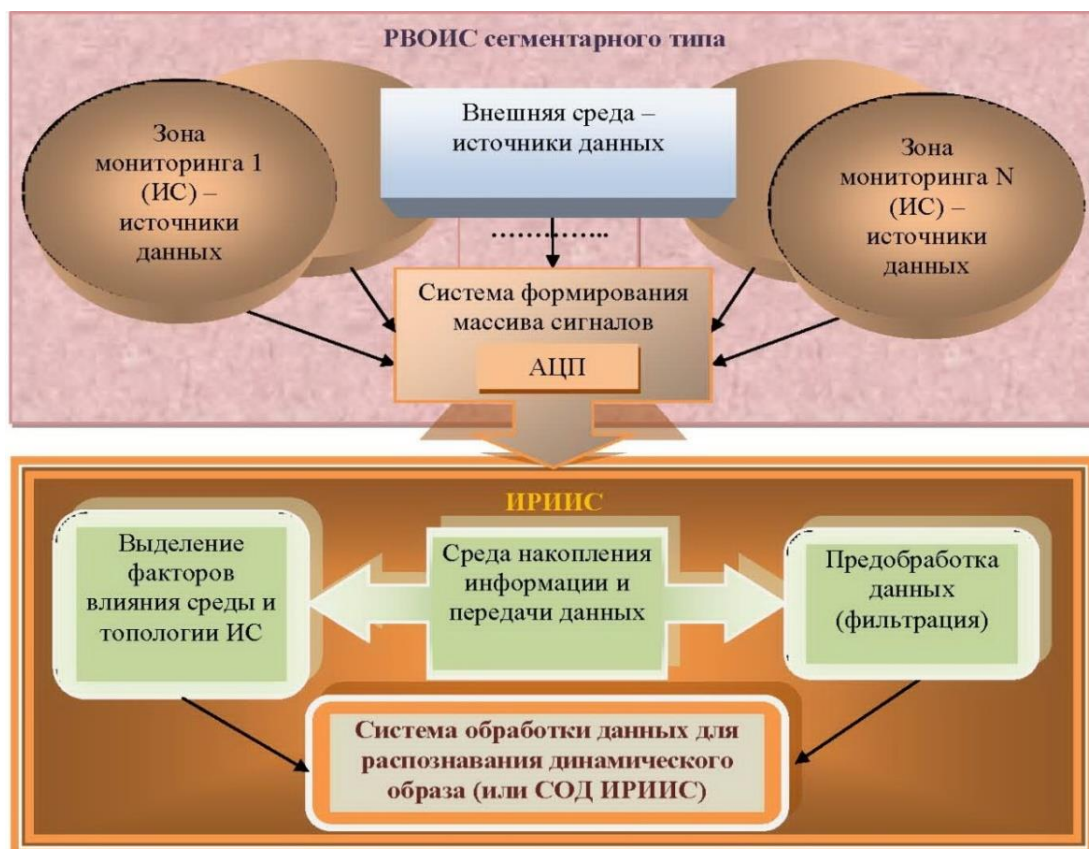 РВОИС сегментарного типа
Зона
мониторинга 1
(ИС) –
источники
данных
Внешняя среда –
источники данных
Зона
мониторинга N
(ИС) –
источники
данных
…………..
Система формирования
массива сигналов
АЦП
ИРИИС
Выделение
факторов
влияния среды и
топологии ИС
Среда накопления
информации и
передачи данных
Предобработка
данных
(фильтрация)
Система обработки данных для
распознавания динамического
образа (или СОД ИРИИС)